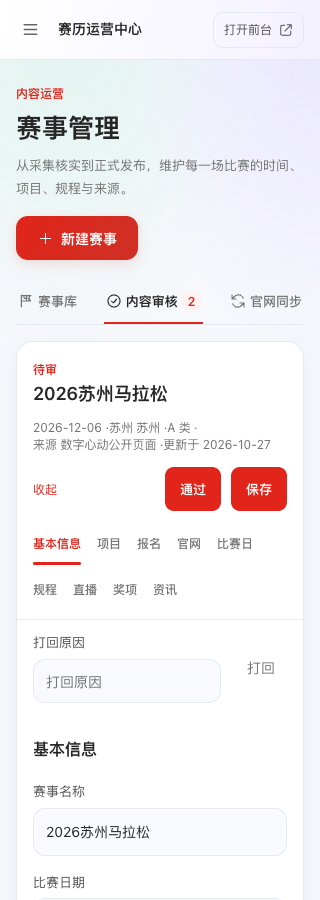 赛历运营中心
打开前台
内容运营
赛事管理
从采集核实到正式发布，维护每一场比赛的时间、
项目、规程与来源。
新建赛事
赛事库
内容审核 2
官网同步
待审
2026苏州马拉松
2026-12-06 ·苏州 苏州 ·A 类 ·
来源 数字心动公开页面 ·更新于 2026-10-27
收起
通过
保存
基本信息 项目 报名 官网 比赛日
规程 直播 奖项 资讯
打回原因
打回原因
打回
基本信息
赛事名称
2026苏州马拉松
比赛日期